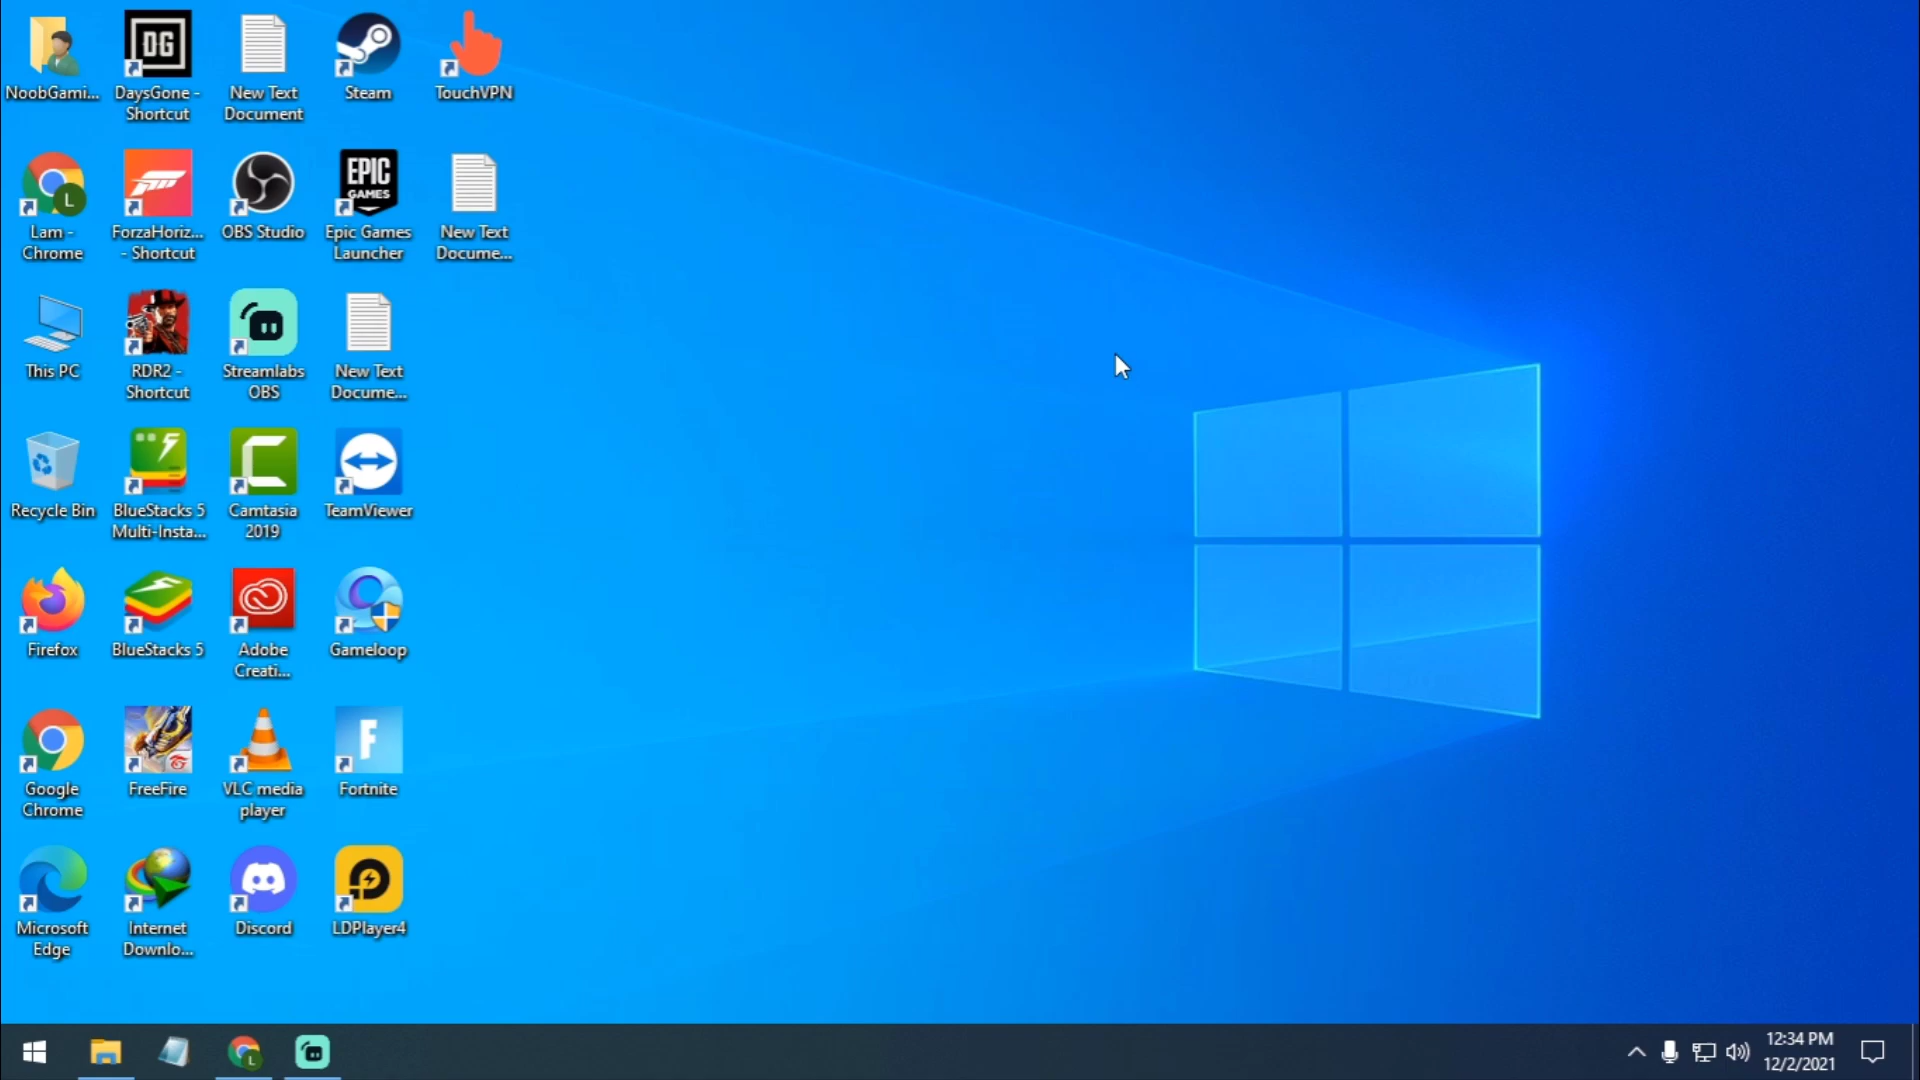 NoobGami...
DG
DaysGone -
Shortcut
New Text
Document
Steam
TouchVPN
L
Lam -
Chrome
ForzaHoriz...
- Shortcut
OBS Studio
EPIC
GAMES
Epic Games
Launcher
New Text
Docume...
This PC
RDR2 -
Shortcut
Streamlabs
OBS
New Text
Docume...
Recycle Bin
BlueStacks 5
Multi-Insta...
Camtasia
2019
TeamViewer
Firefox
BlueStacks 5
Adobe
Creati...
Gameloop
Google
Chrome
FreeFire
VLC media
player
F
Fortnite
Microsoft
Edge
Internet
Downlo...
Discord
LDPlayer4
L
12:34 PM
12/2/2021